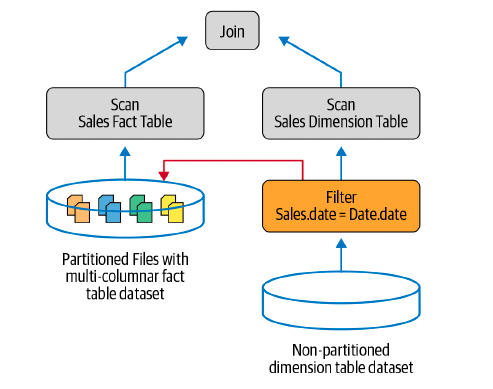 Join
Scan
Sales Fact Table
Scan
Sales Dimension Table
Filter
Sales.date = Date.date
Partitioned Files with
multi-columnar fact
table dataset
Non-partitioned
dimension table dataset